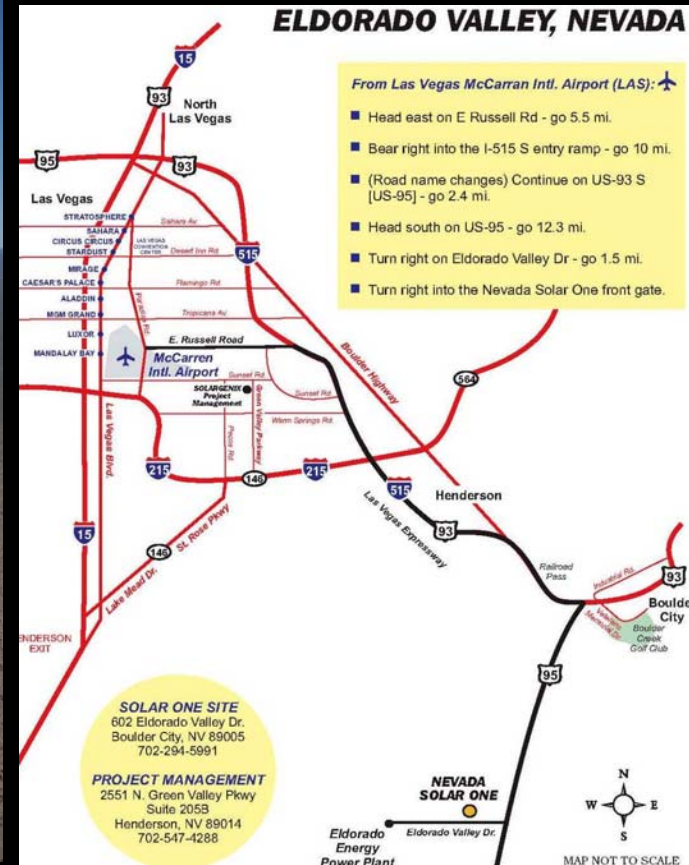 ELDORADO VALLEY, NEVADA
From Las Vegas McCarran Intl. Airport (LAS):
Head east on E Russell Rd - go 5.5 mi.
Bear right into the I-515 S entry ramp - go 10 mi.
(Road name changes) Continue on US-93 S
[US-95] - go 2.4 mi.
Head south on US-95 - go 12.3 mi.
Turn right on Eldorado Valley Dr - go 1.5 mi.
Turn right into the Nevada Solar One front gate.
15
93
North
Las Vegas
95
93
Las Vegas
STRATOSPHERE
Sahara Av.
SAHARA
CIRCUS CIRCUS
LAS VEGAS
CONVENTION
CENTER
STARDUST
Desert Inn Rd.
515
MIRAGE
CAESAR'S PALACE
Flamingo Rd.
ALADDIN
Paradise Rd.
MGM GRAND
Tropicana Av.
LUXOR
E. Russell Road
MANDALAY BAY
McCarren
Intl. Airport
Boulder Highway
564
Sunset Rd.
SOLARGENIX
Project
Management
Green Valley Parkway
Sunset Rd.
Warm Springs Rd.
Las Vegas Blvd.
Pecos Rd.
215
146
215
515
Henderson
Las Vegas Expressway
93
15
146
St. Rose Pkwy
Lake Mead Dr.
Railroad
Pass
Industrial Rd.
93
Boulde
City
Veterans
Memorial Dr.
Boulder
Creek
Golf Club
ENDERSON
EXIT
95
SOLAR ONE SITE
602 Eldorado Valley Dr.
Boulder City, NV 89005
702-294-5991
PROJECT MANAGEMENT
2551 N. Green Valley Pkwy
Suite 205B
Henderson, NV 89014
702-547-4288
NEVADA
SOLAR ONE
Eldorado Valley Dr.
Eldorado
Energy
Power Plant
N
W
E
S
MAP NOT TO SCALE